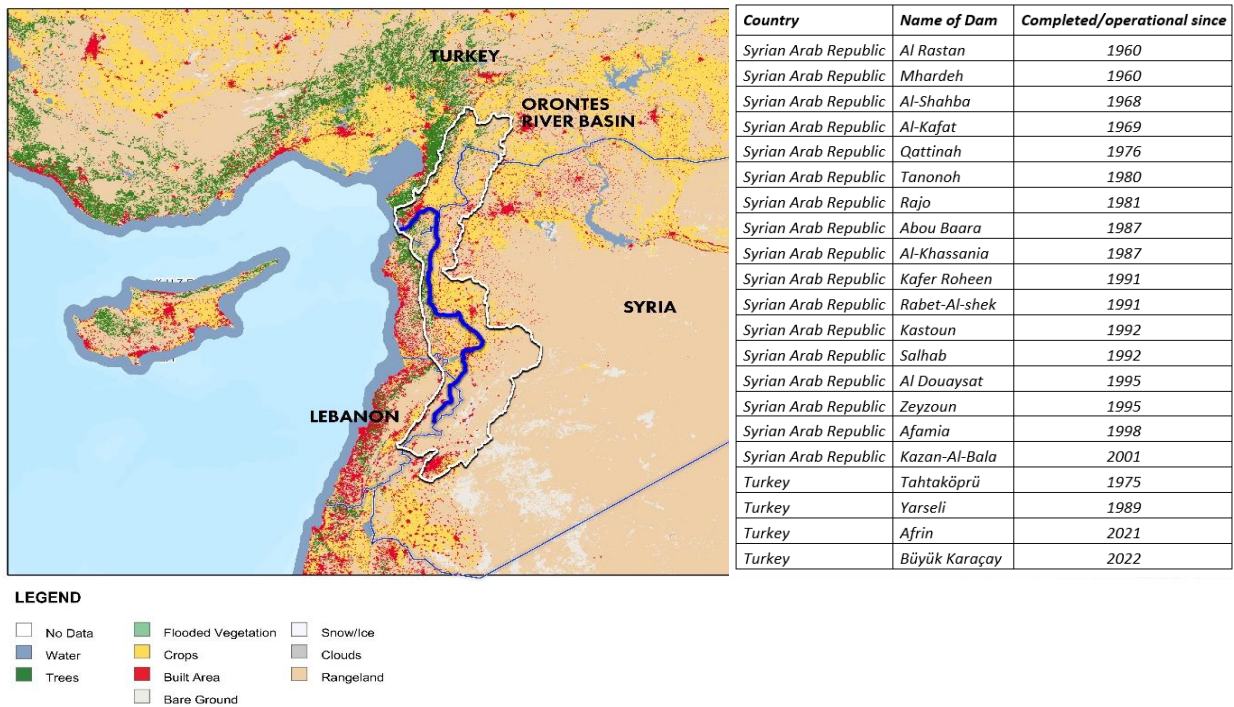 TURKEY
ORONTES
RIVER BASIN
SYRIA
LEBANON
Country Name of Dam Completed/operational since
Syrian Arab Republic Al Rastan 1960
Syrian Arab Republic Mhardeh 1960
Syrian Arab Republic Al-Shahba 1968
Syrian Arab Republic Al-Kafat 1969
Syrian Arab Republic Qattinah 1976
Syrian Arab Republic Tanonoh 1980
Syrian Arab Republic Rajo 1981
Syrian Arab Republic Abou Baara 1987
Syrian Arab Republic Al-Khassania 1987
Syrian Arab Republic Kafer Roheen 1991
Syrian Arab Republic Rabet-Al-shek 1991
Syrian Arab Republic Kastoun 1992
Syrian Arab Republic Salhab 1992
Syrian Arab Republic Al Douaysat 1995
Syrian Arab Republic Zeyzoun 1995
Syrian Arab Republic Afamia 1998
Syrian Arab Republic Kazan-Al-Bala 2001
Turkey Tahtaköprü 1975
Turkey Yarseli 1989
Turkey Afrin 2021
Turkey Büyük Karaçay 2022
LEGEND
No Data Flooded Vegetation Snow/Ice
Water Crops Clouds
Trees Built Area Rangeland
Bare Ground